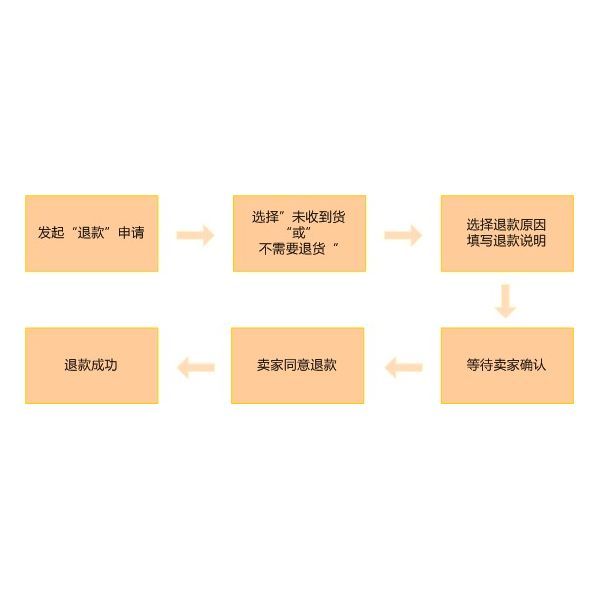 发起“退款”申请
选择”未收到货
“或”
不需要退货“
选择退款原因
填写退款说明
等待卖家确认
卖家同意退款
退款成功